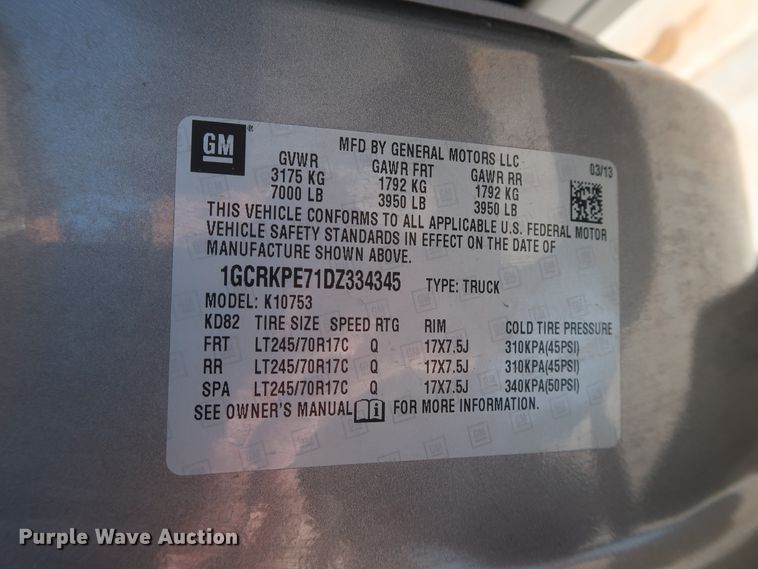 GM®
MFD BY GENERAL MOTORS LLC
03/13
GVWR GAWR FRT GAWR RR
3175 KG 1792 KG 1792 KG
7000 LB 3950 LB 3950 LB
THIS VEHICLE CONFORMS TO ALL APPLICABLE U.S. FEDERAL MOTOR
VEHICLE SAFETY STANDARDS IN EFFECT ON THE DATE OF
MANUFACTURE SHOWN ABOVE.
1GCRKPE71DZ334345 TYPE: TRUCK
MODEL: K10753
KD82 TIRE SIZE SPEED RTG RIM COLD TIRE PRESSURE
FRT LT245/70R17C Q 17X7.5J 310KPA(45PSI)
RR LT245/70R17C Q 17X7.5J 310KPA(45PSI)
SPA LT245/70R17C Q 17X7.5J 340KPA(50PSI)
SEE OWNER'S MANUAL FOR MORE INFORMATION.
Purple Wave Auction